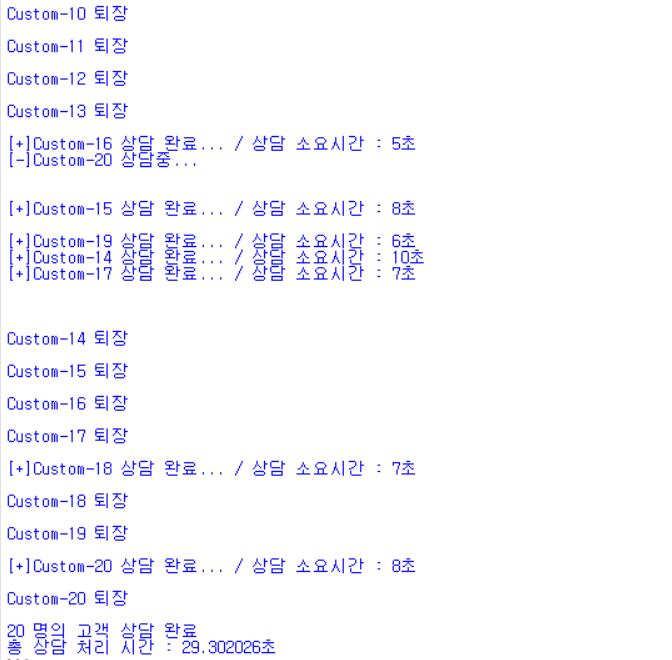 Custom-10 퇴장
Custom-11 퇴장
Custom-12 퇴장
Custom-13 퇴장
[+]Custom-16 상담 완료... / 상담 소요시간 : 5초
[-]Custom-20 상담중...
[+]Custom-15 상담 완료... / 상담 소요시간 : 8초
[+]Custom-19 상담 완료... / 상담 소요시간 : 6초
[+]Custom-14 상담 완료... / 상담 소요시간 : 10초
[+]Custom-17 상담 완료... / 상담 소요시간 : 7초
Custom-14 퇴장
Custom-15 퇴장
Custom-16 퇴장
Custom-17 퇴장
[+]Custom-18 상담 완료... / 상담 소요시간 : 7초
Custom-18 퇴장
Custom-19 퇴장
[+]Custom-20 상담 완료... / 상담 소요시간 : 8초
Custom-20 퇴장
20 명의 고객 상담 완료
총 상담 처리 시간 : 29.302026초